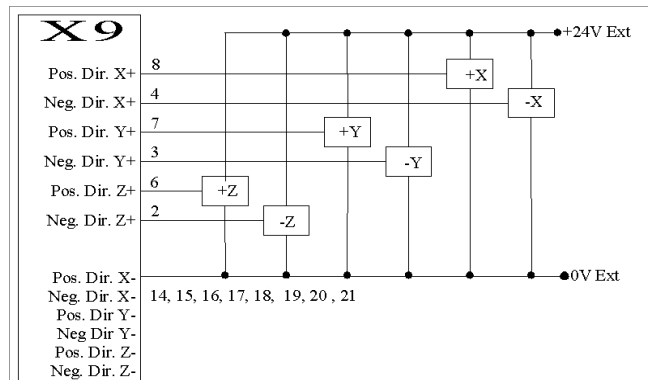 X9
+24V Ext
Pos. Dir. X+ 8 +X
Neg. Dir. X+ 4 -X
Pos. Dir. Y+ 7 +Y
Neg. Dir. Y+ 3 -Y
Pos. Dir. Z+ 6 +Z
Neg. Dir. Z+ 2 -Z
Pos. Dir. X- 0V Ext
Neg. Dir. X- 14, 15, 16, 17, 18, 19, 20 , 21
Pos. Dir Y-
Neg Dir Y-
Pos. Dir. Z-
Neg. Dir. Z-